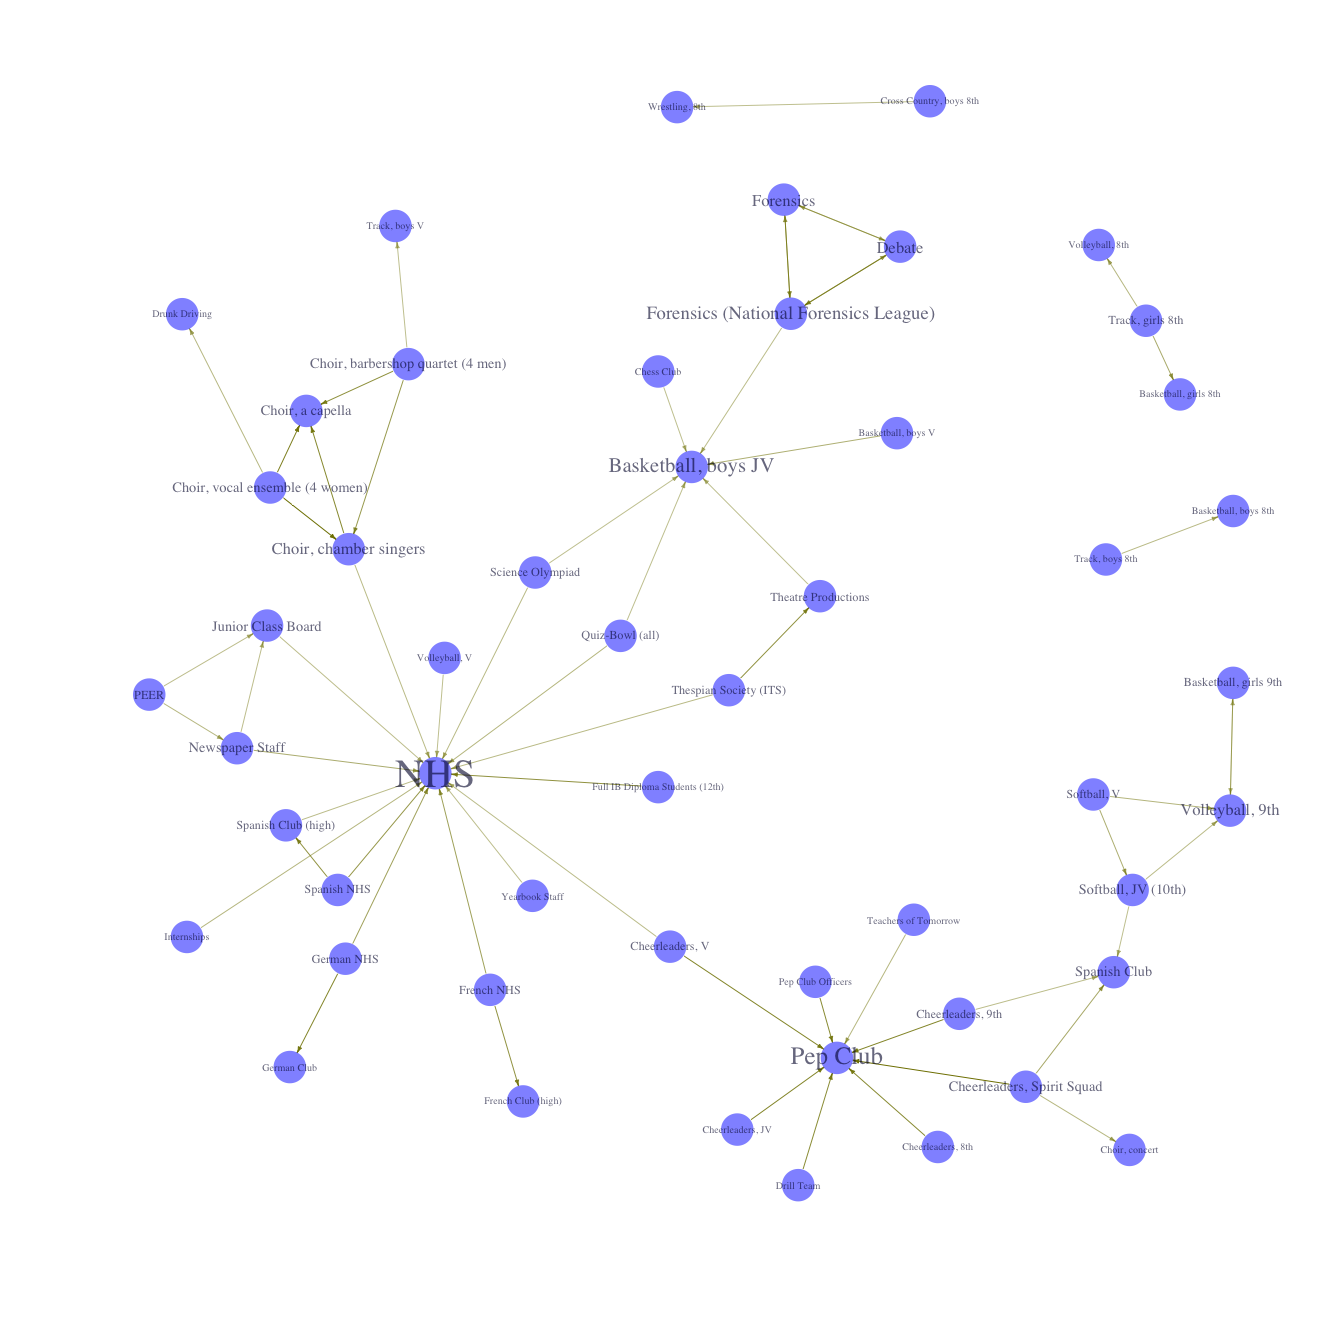 Cross Country, boys 8th
Wrestling, 8th
Forensics
Track, boys V
Volleyball, 8th
Debate
Drunk Driving
Forensics (National Forensics League)
Track, girls 8th
Choir, barbershop quartet (4 men)
Chess Club
Basketball, girls 8th
Choir, a capella
Basketball, boys V
Basketball, boys JV
Choir, vocal ensemble (4 women)
Basketball, boys 8th
Choir, chamber singers
Track, boys 8th
Science Olympiad
Theatre Productions
Junior Class Board
Quiz-Bowl (all)
Volleyball, V
Basketball, girls 9th
Thespian Society (ITS)
PEER
Newspaper Staff
NHS
Full IB Diploma Students (12th)
Softball, V
Volleyball, 9th
Spanish Club (high)
Spanish NHS
Softball, JV (10th)
Yearbook Staff
Teachers of Tomorrow
Internships
Cheerleaders, V
German NHS
Spanish Club
Pep Club Officers
French NHS
Cheerleaders, 9th
Pep Club
German Club
Cheerleaders, Spirit Squad
French Club (high)
Cheerleaders, JV
Cheerleaders, 8th
Choir, concert
Drill Team